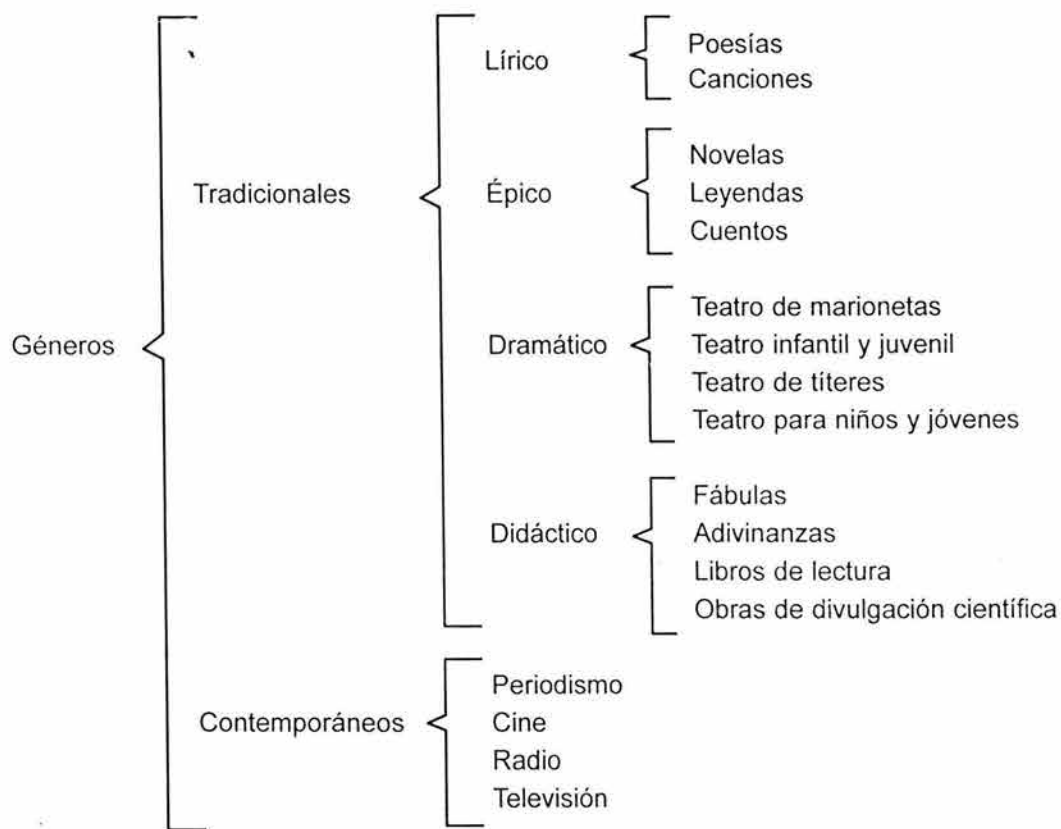 Géneros
Tradicionales
Lírico
Poesías
Canciones
Épico
Novelas
Leyendas
Cuentos
Dramático
Teatro de marionetas
Teatro infantil y juvenil
Teatro de títeres
Teatro para niños y jóvenes
Didáctico
Fábulas
Adivinanzas
Libros de lectura
Obras de divulgación científica
Contemporáneos
Periodismo
Cine
Radio
Televisión